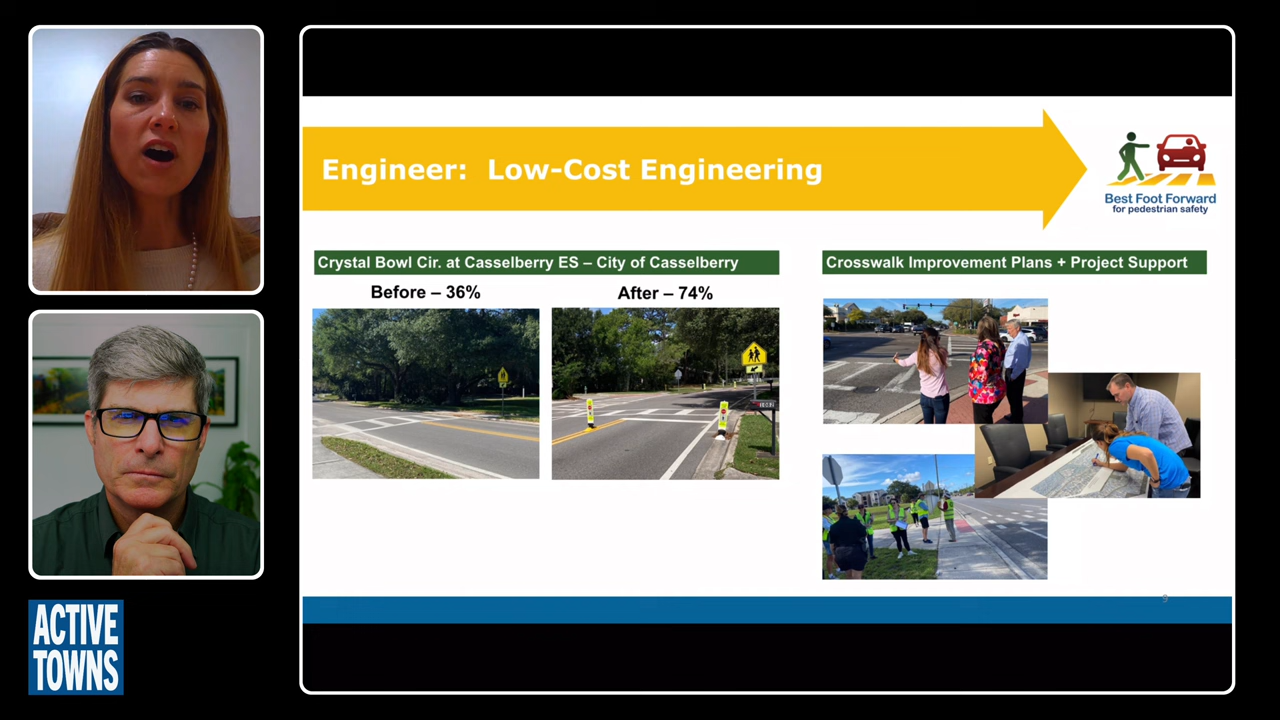 Engineer: Low-Cost Engineering
Best Foot Forward
for pedestrian safety
Crystal Bowl Cir. at Casselberry ES – City of Casselberry
Before – 36%
After – 74%
Crosswalk Improvement Plans + Project Support
9
ACTIVE
TOWNS